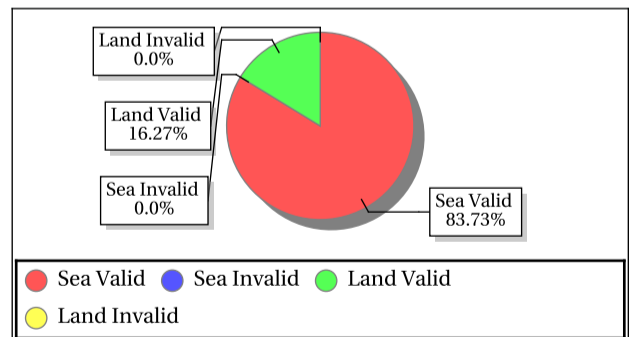 Land Invalid
0.0%
Land Valid
16.27%
Sea Invalid
0.0%
Sea Valid
83.73%
Sea Valid Sea Invalid Land Valid
Land Invalid